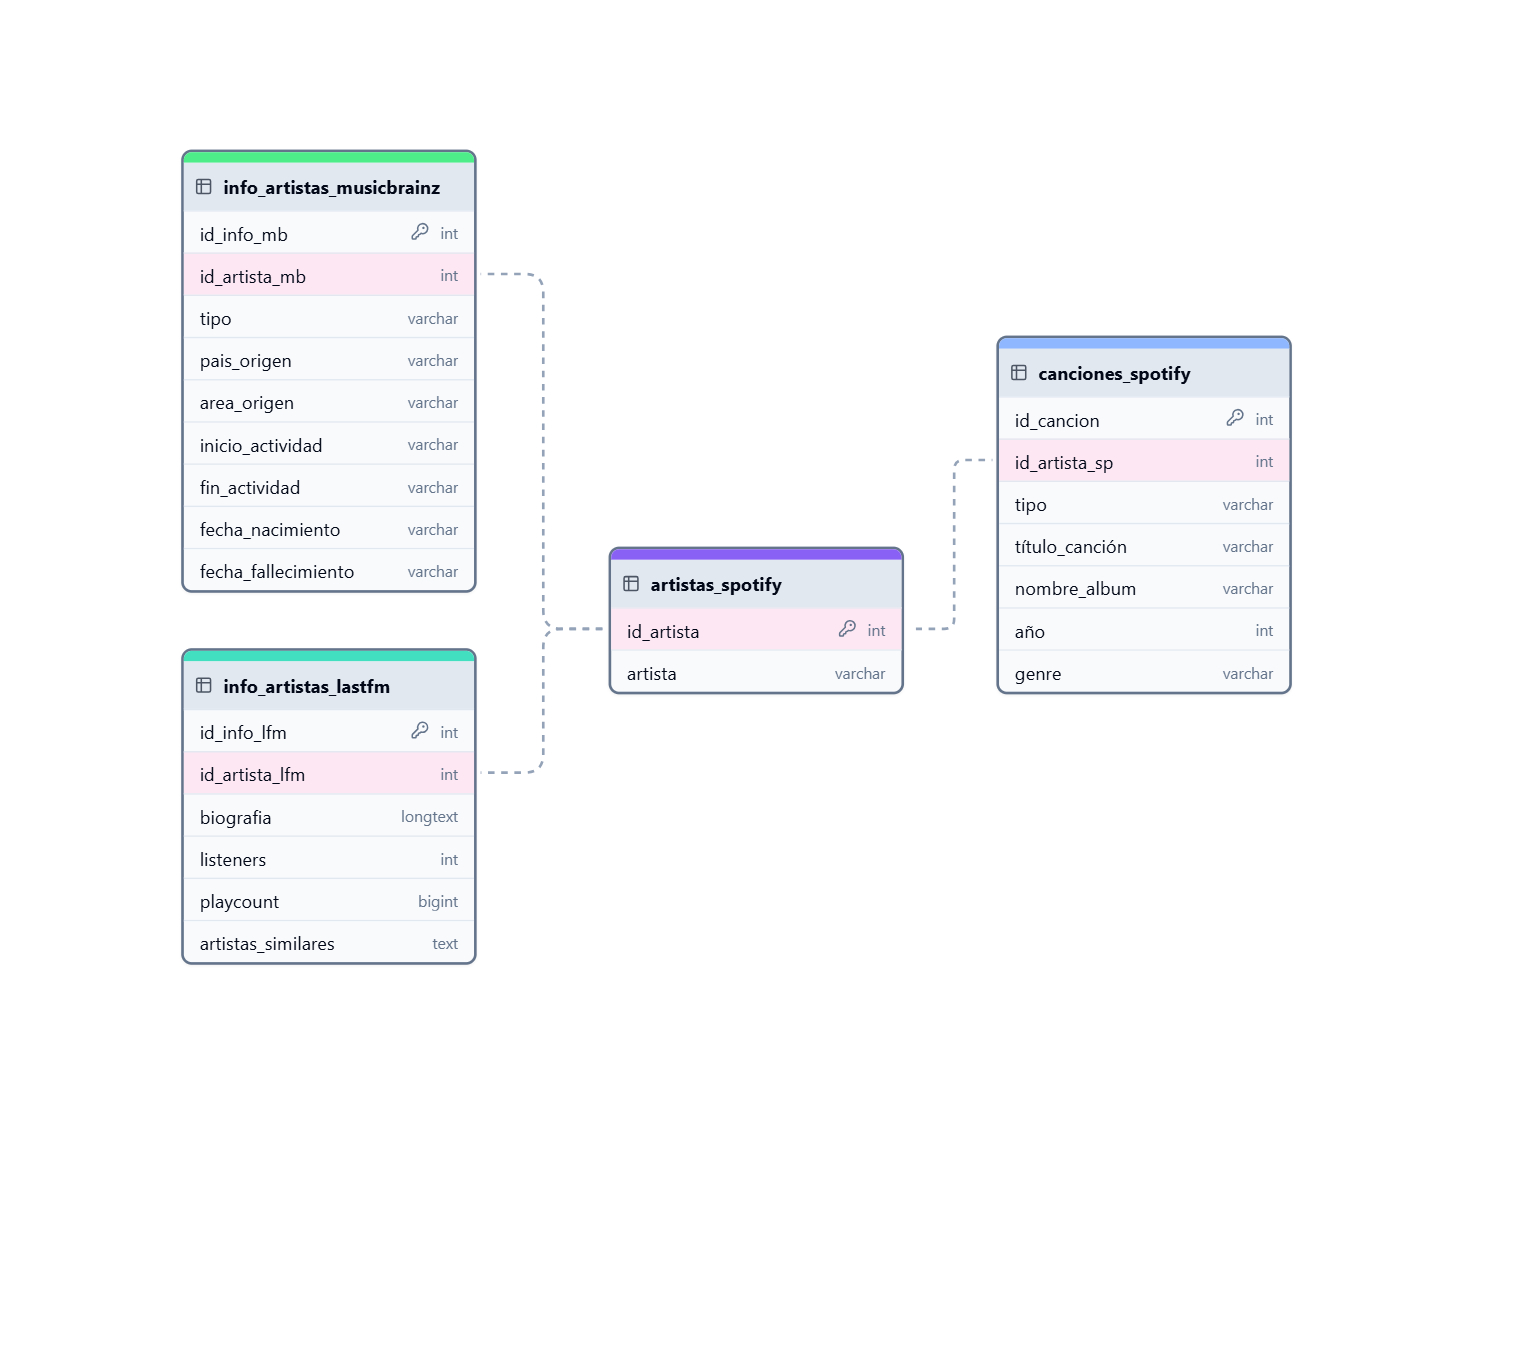 info_artistas_musicbrainz
id_info_mb int
id_artista_mb int
tipo varchar
pais_origen varchar
area_origen varchar
inicio_actividad varchar
fin_actividad varchar
fecha_nacimiento varchar
fecha_fallecimiento varchar
info_artistas_lastfm
id_info_lfm int
id_artista_lfm int
biografia longtext
listeners int
playcount bigint
artistas_similares text
artistas_spotify
id_artista int
artista varchar
canciones_spotify
id_cancion int
id_artista_sp int
tipo varchar
título_canción varchar
nombre_album varchar
año int
genre varchar